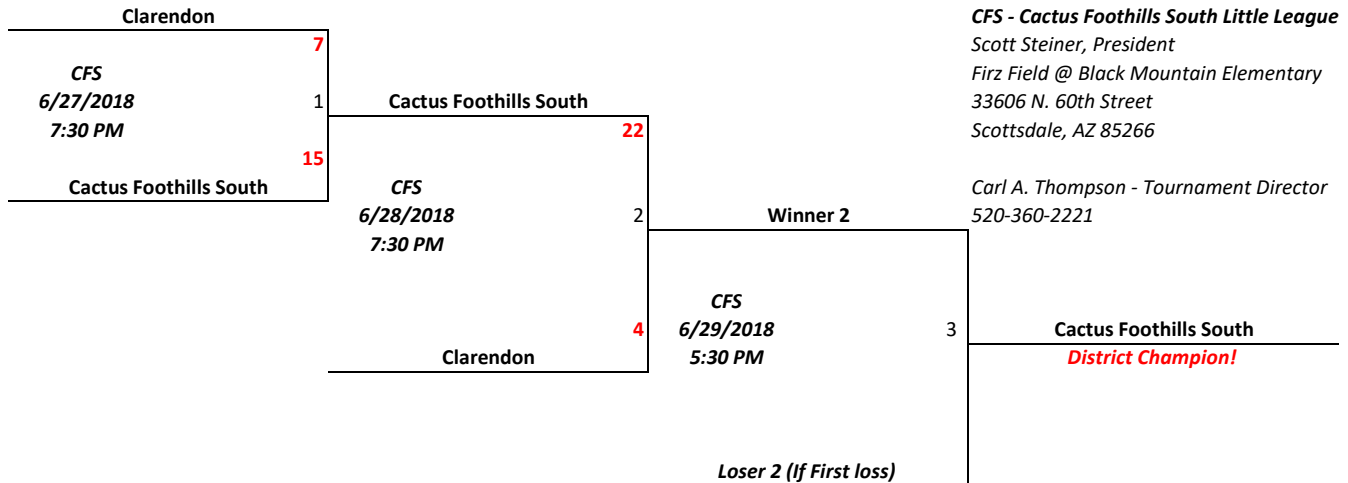 Clarendon
7
CFS
6/27/2018
7:30 PM
1
15
Cactus Foothills South
Cactus Foothills South
22
CFS
6/28/2018
7:30 PM
2
4
Clarendon
Winner 2
CFS
6/29/2018
5:30 PM
3
Loser 2 (If First loss)
Cactus Foothills South
District Champion!
CFS - Cactus Foothills South Little League
Scott Steiner, President
Firz Field @ Black Mountain Elementary
33606 N. 60th Street
Scottsdale, AZ 85266
Carl A. Thompson - Tournament Director
520-360-2221